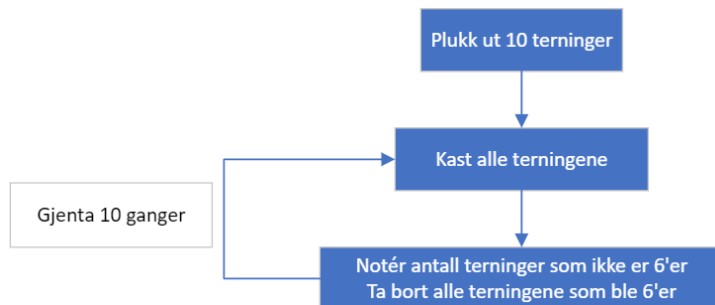 Plukk ut 10 terninger
Kast alle terningene
Gjenta 10 ganger
Notér antall terninger som ikke er 6'er
Ta bort alle terningene som ble 6'er